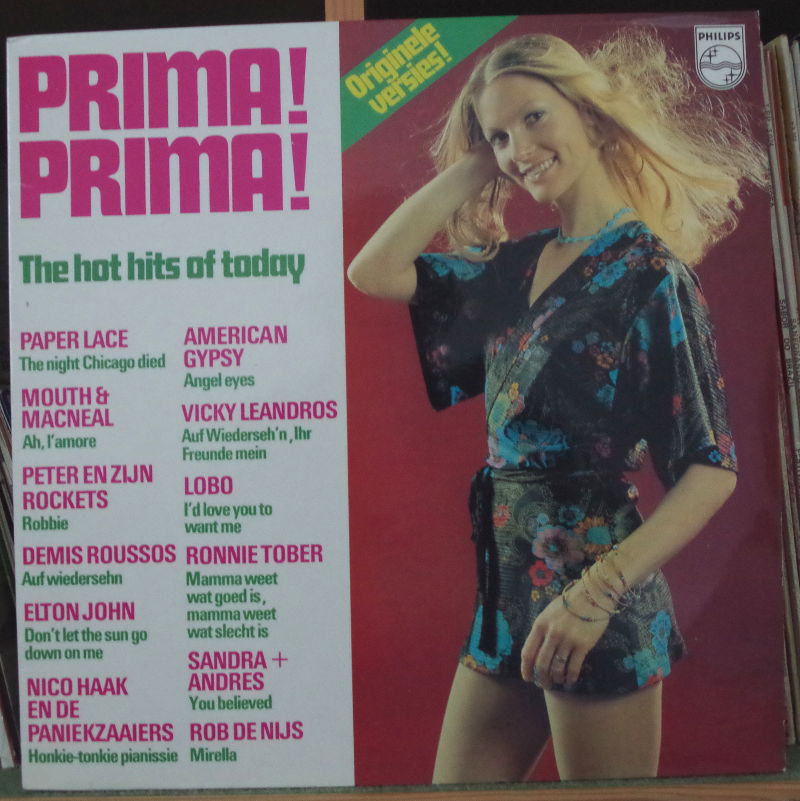 PRIMA!
PRIMA!
The hot hits of today
PAPER LACE
The night Chicago died
MOUTH &
MACNEAL
Ah, l'amore
PETER EN ZIJN
ROCKETS
Robbie
DEMIS ROUSSOS
Auf wiedersehn
ELTON JOHN
Don't let the sun go
down on me
NICO HAAK
EN DE
PANIEKZAAIERS
Honkie-tonkie pianissie
AMERICAN
GYPSY
Angel eyes
VICKY LEANDROS
Auf Wiederseh'n, Ihr
Freunde mein
LOBO
I'd love you to
want me
RONNIE TOBER
Mamma weet
wat goed is,
mamma weet
wat slecht is
SANDRA +
ANDRES
You believed
ROB DE NIJS
Mirella
Originele
versies!
PHILIPS